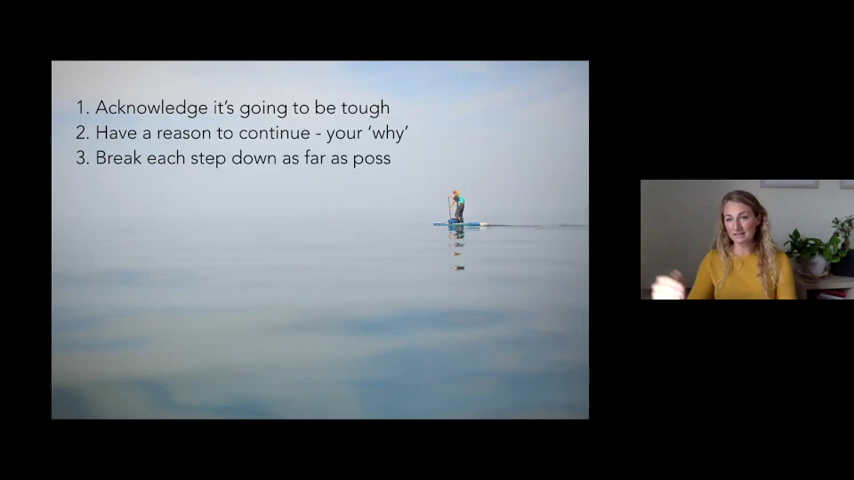 1. Acknowledge it's going to be tough
2. Have a reason to continue - your 'why'
3. Break each step down as far as poss